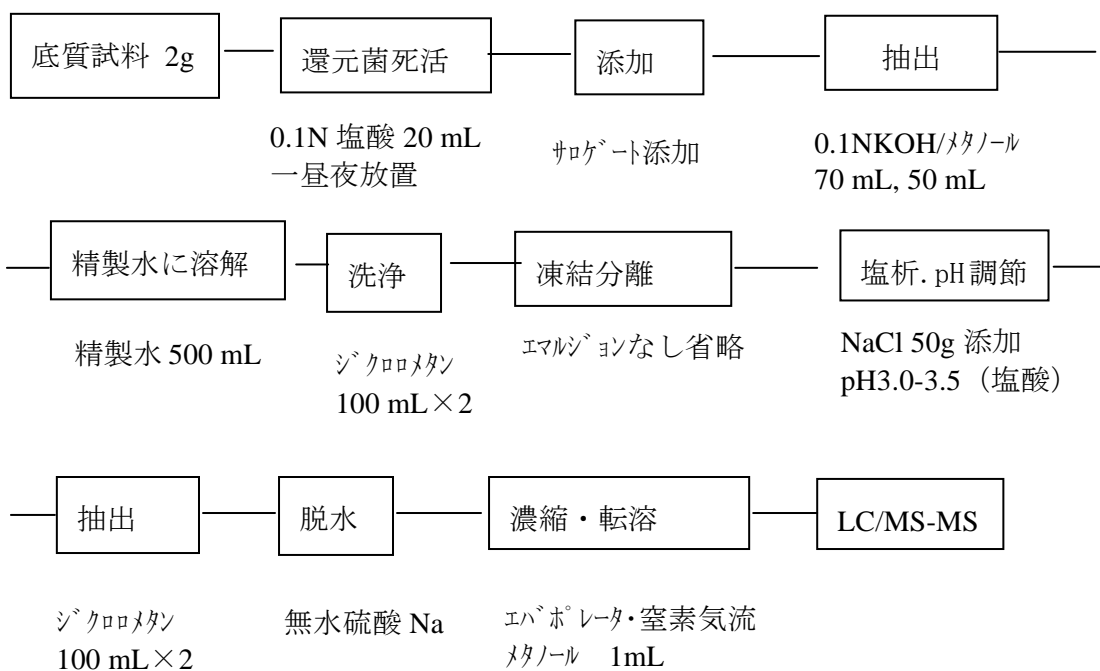 底質試料 2g
還元菌死活
添加
抽出
0.1N 塩酸 20 mL
一昼夜放置
ｻﾛｹﾞｰﾄ添加
0.1NKOH/ﾒﾀﾉｰﾙ
70 mL, 50 mL
精製水に溶解
洗浄
凍結分離
塩析. pH調節
精製水 500 mL
ｼﾞｸﾛﾛﾒﾀﾝ
100 mL×2
ｴﾏﾙｼﾞｮﾝなし省略
NaCl 50g 添加
pH3.0-3.5（塩酸）
抽出
脱水
濃縮・転溶
LC/MS-MS
ｼﾞｸﾛﾛﾒﾀﾝ
100 mL×2
無水硫酸 Na
ｴﾊﾞﾎﾟﾚｰﾀ・窒素気流
ﾒﾀﾉｰﾙ 1mL